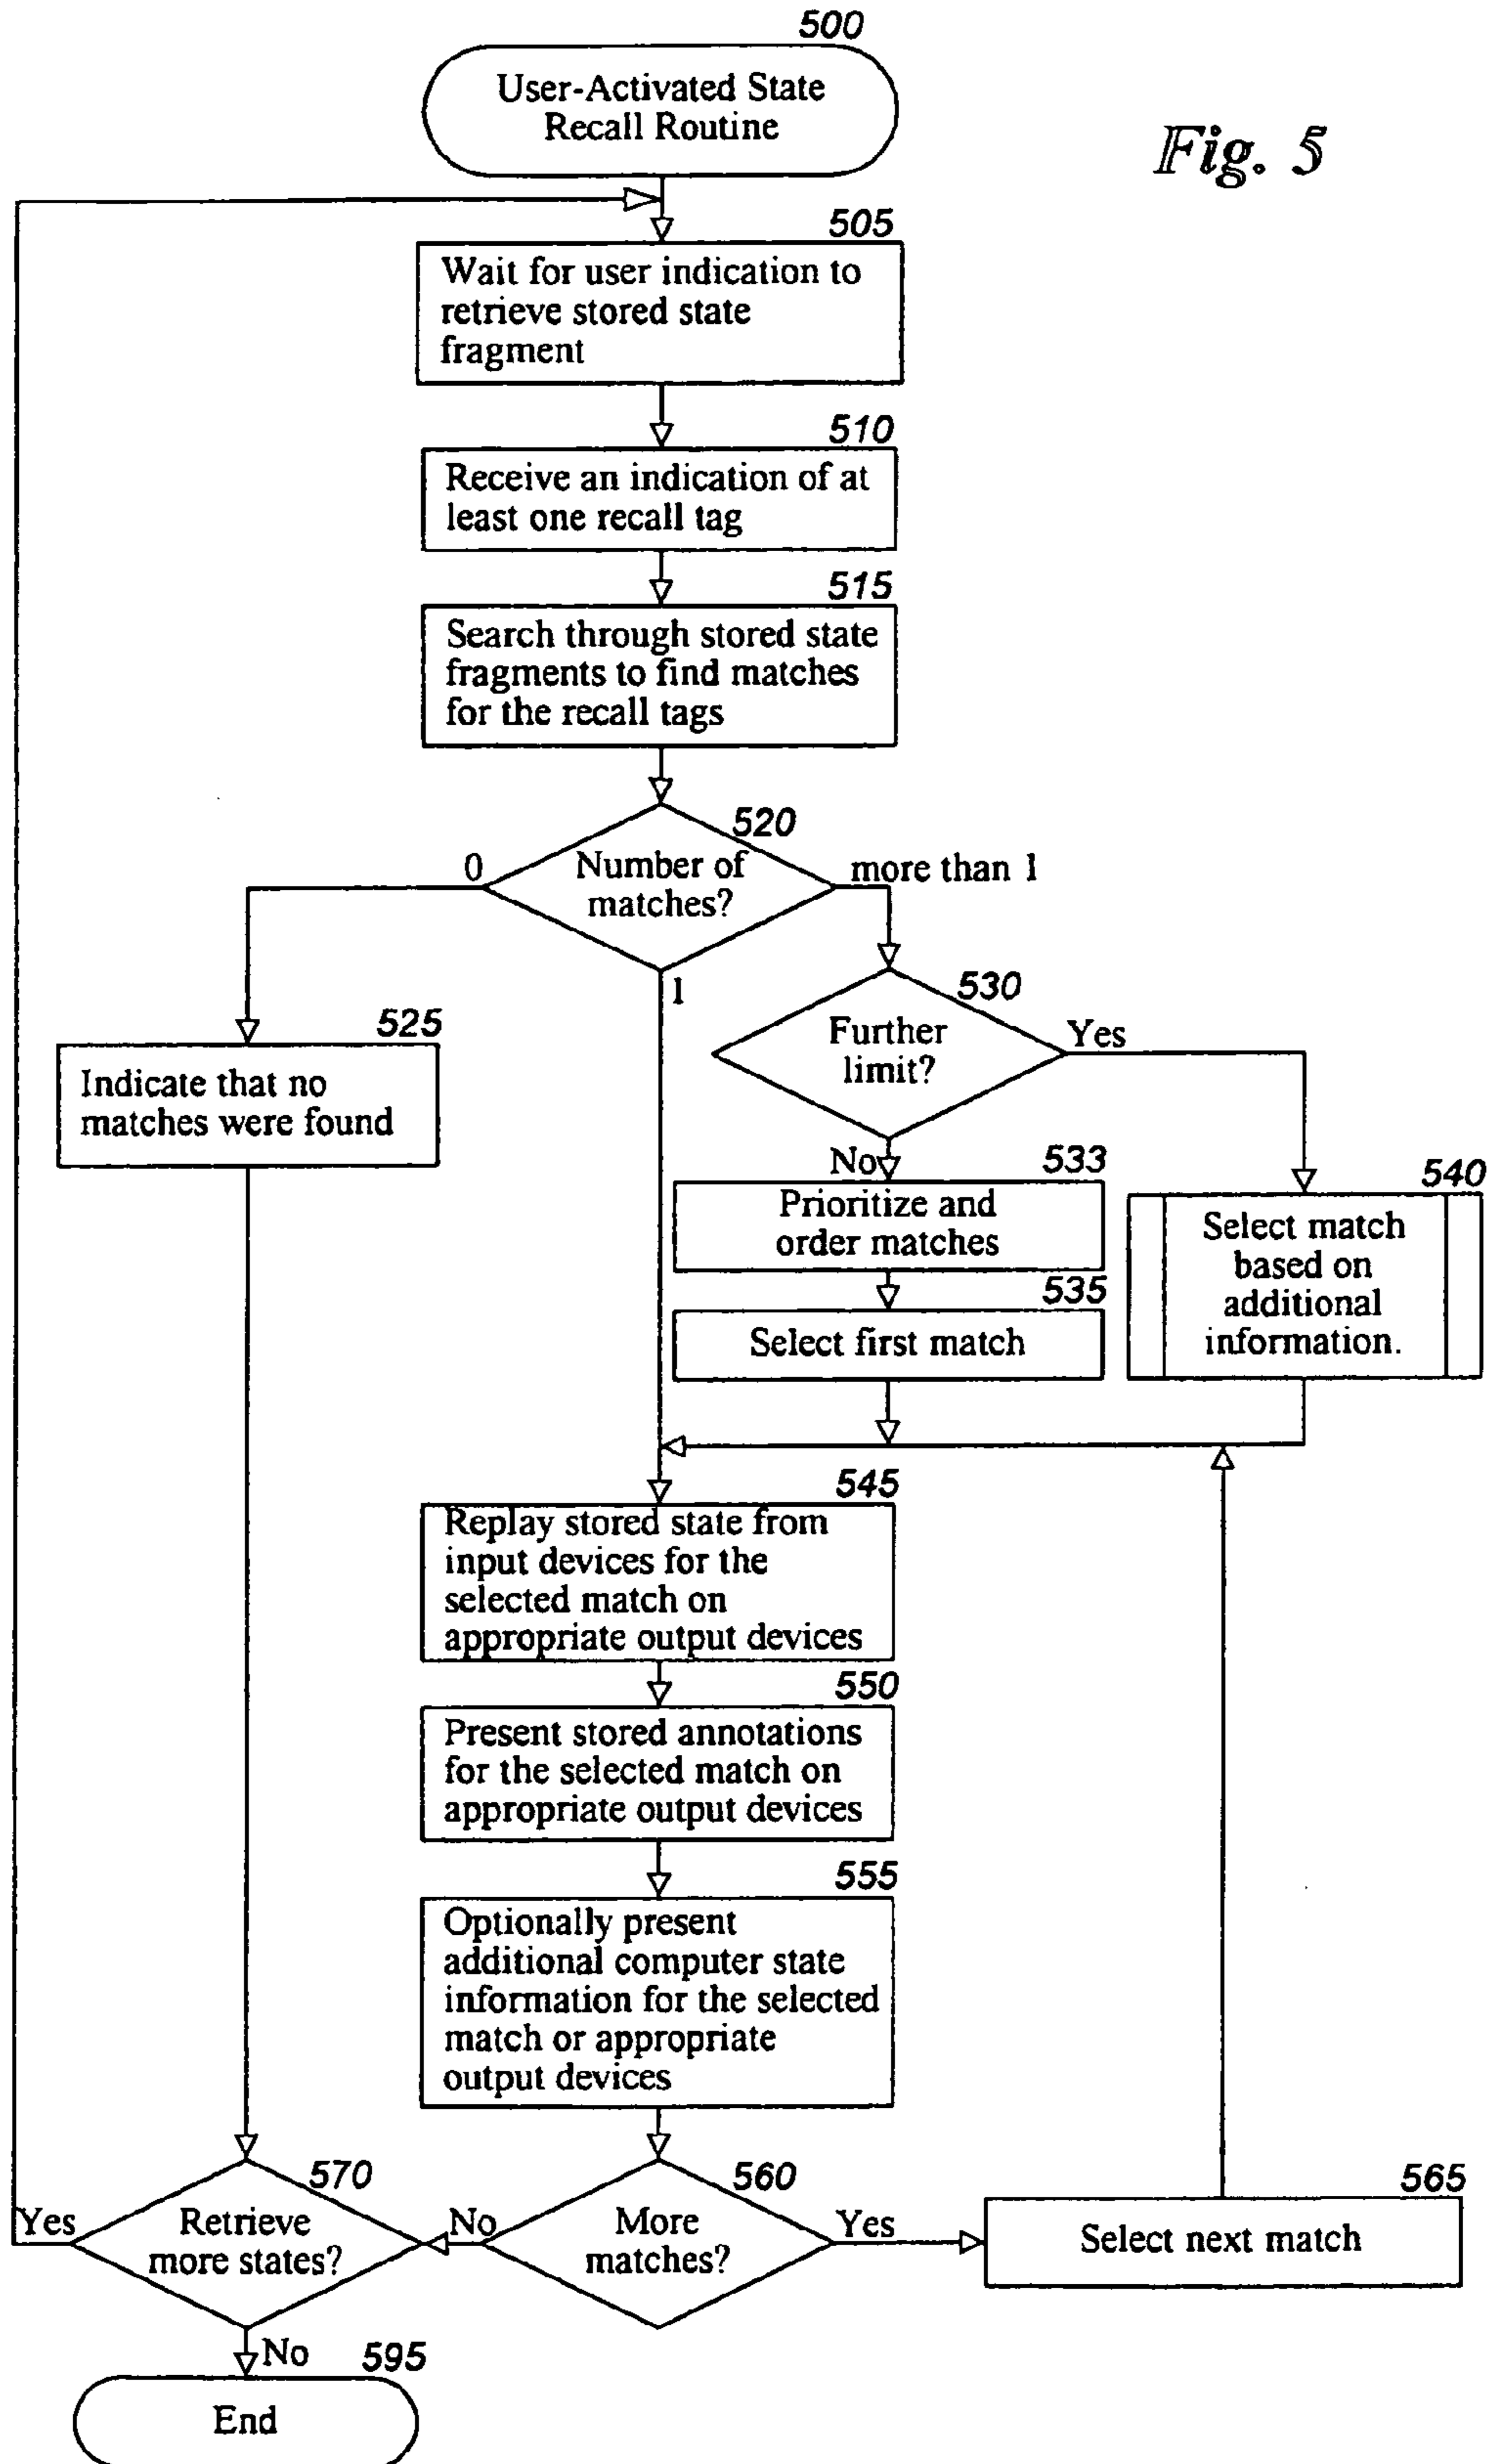 500
User-Activated State
Recall Routine
Fig. 5
505
Wait for user indication to
retrieve stored state
fragment
510
Receive an indication of at
least one recall tag
515
Search through stored state
fragments to find matches
for the recall tags
520
Number of
matches?
0
more than 1
1
530
Further
limit?
Yes
No
525
Indicate that no
matches were found
533
Prioritize and
order matches
535
Select first match
540
Select match
based on
additional
information.
545
Replay stored state from
input devices for the
selected match on
appropriate output devices
550
Present stored annotations
for the selected match on
appropriate output devices
555
Optionally present
additional computer state
information for the selected
match or appropriate
output devices
560
More
matches?
No
Yes
565
Select next match
570
Retrieve
more states?
Yes
No
595
End